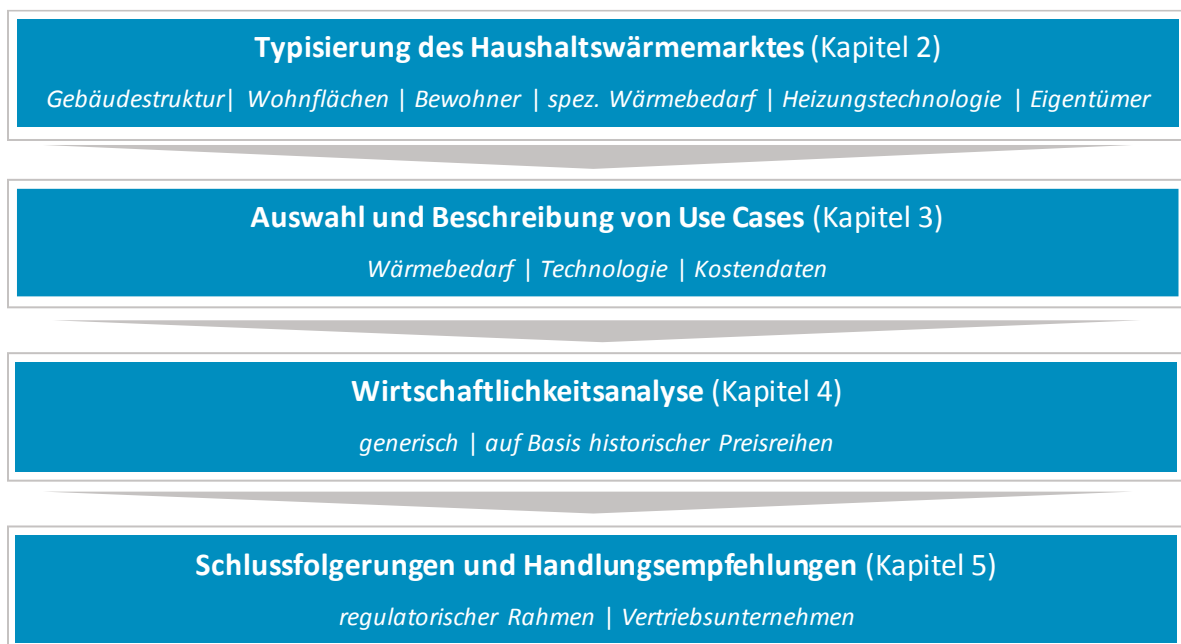 Typisierung des Haushaltswärmemarktes (Kapitel 2)
Gebäudestruktur| Wohnflächen | Bewohner | spez. Wärmebedarf | Heizungstechnologie | Eigentümer
Auswahl und Beschreibung von Use Cases (Kapitel 3)
Wärmebedarf | Technologie | Kostendaten
Wirtschaftlichkeitsanalyse (Kapitel 4)
generisch | auf Basis historischer Preisreihen
Schlussfolgerungen und Handlungsempfehlungen (Kapitel 5)
regulatorischer Rahmen | Vertriebsunternehmen